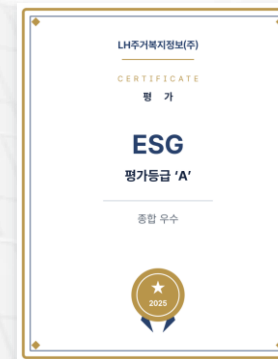 LH주거복지정보(주)
CERTIFICATE
평 가
ESG
평가등급 ‘A’
종합 우수
2025